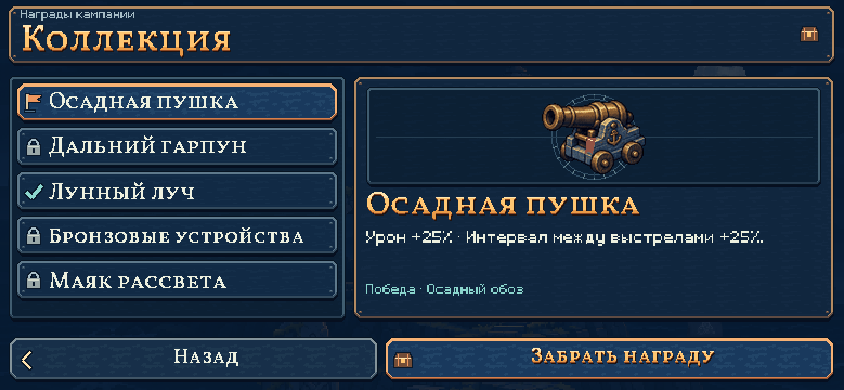 Награды кампании
Коллекция
Осадная пушка
Дальний гарпун
Лунный луч
Бронзовые устройства
Маяк рассвета
Осадная пушка
Урон +25% · Интервал между выстрелами +25%.
Победа · Осадный обоз
Назад
Забрать награду